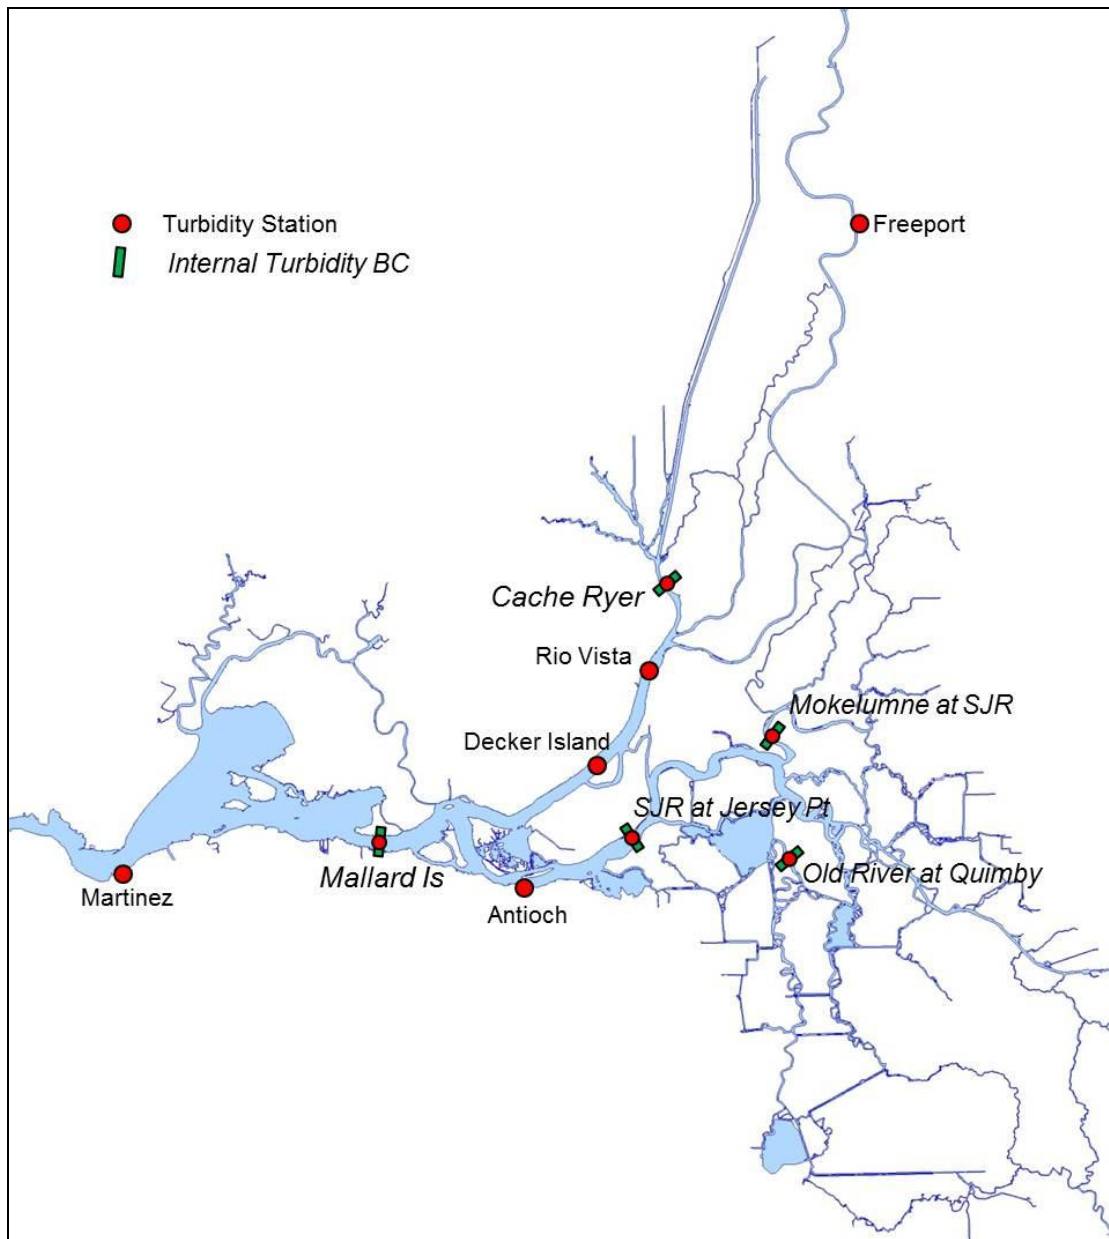 Turbidity Station
Internal Turbidity BC
Freeport
Cache Ryer
Rio Vista
Mokelumne at SJR
Decker Island
SJR at Jersey Pt
Mallard Is
Old River at Quimby
Martinez
Antioch